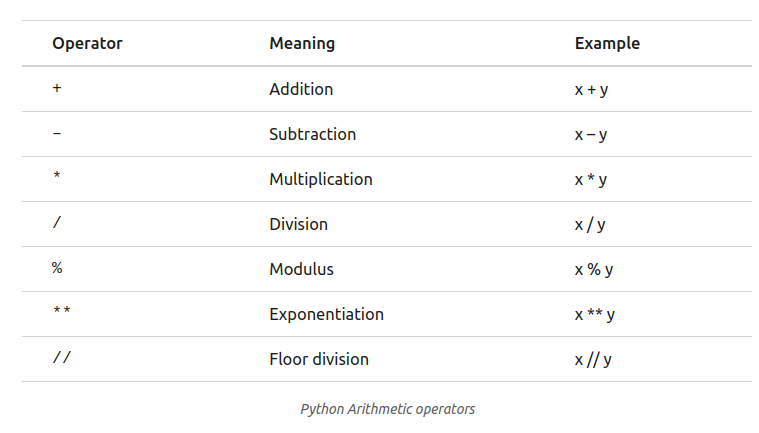 Operator Meaning Example
+ Addition x + y
– Subtraction x – y
* Multiplication x * y
/ Division x / y
% Modulus x % y
** Exponentiation x ** y
// Floor division x // y
Python Arithmetic operators